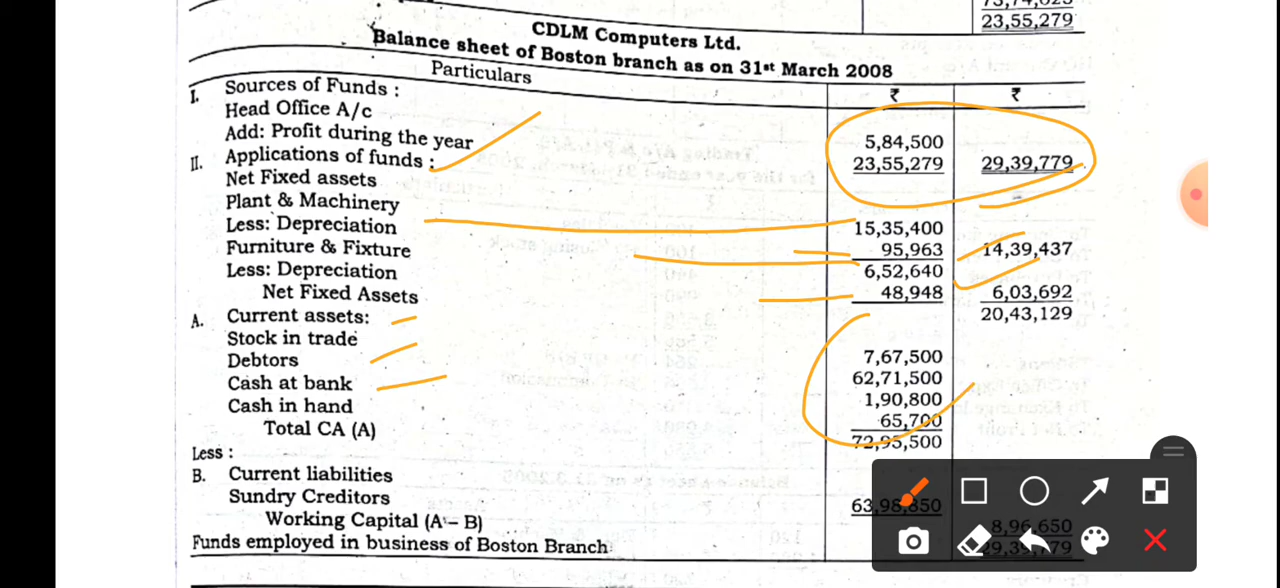 23,55,279
CDLM Computers Ltd.
Balance sheet of Boston branch as on 31st March 2008
Particulars ₹ ₹
I. Sources of Funds :
Head Office A/c 5,84,500
Add: Profit during the year 23,55,279 29,39,779
II. Applications of funds :
Net Fixed assets
Plant & Machinery 15,35,400
Less: Depreciation 95,963 14,39,437
Furniture & Fixture 6,52,640
Less: Depreciation 48,948 6,03,692
Net Fixed Assets 20,43,129
A. Current assets:
Stock in trade 7,67,500
Debtors 62,71,500
Cash at bank 1,90,800
Cash in hand 65,700
Total CA (A) 72,95,500
Less :
B. Current liabilities
Sundry Creditors 63,98,850
Working Capital (A – B) 8,96,650
Funds employed in business of Boston Branch 29,39,779